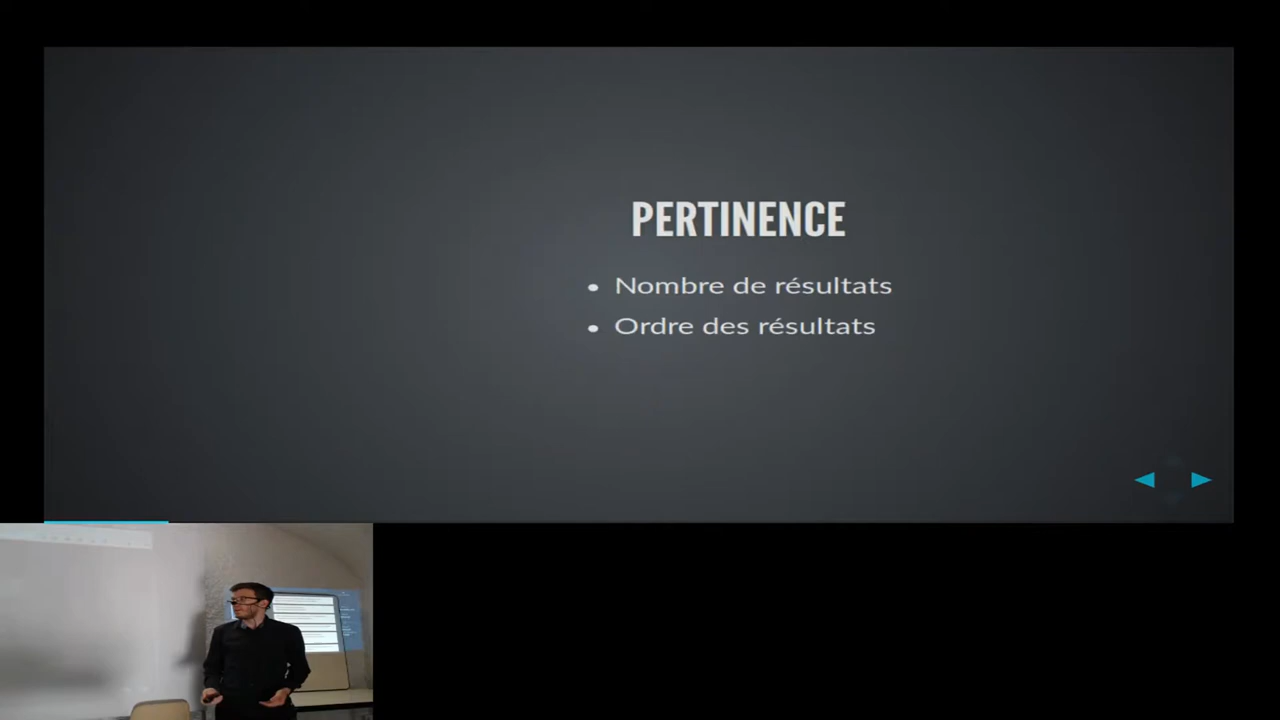 PERTINENCE
• Nombre de résultats
• Ordre des résultats